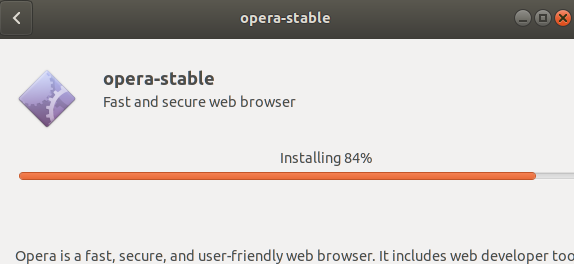 opera-stable
opera-stable
Fast and secure web browser
Installing 84%
Opera is a fast, secure, and user-friendly web browser. It includes web developer